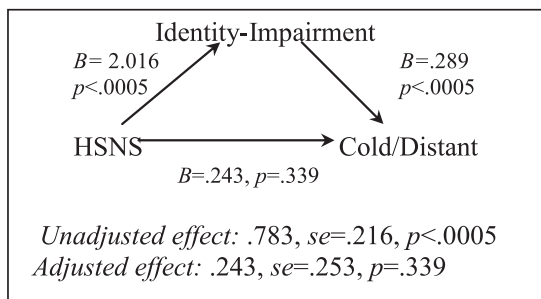 Identity-Impairment
B= 2.016
p<.0005
B=.289
p<.0005
HSNS
Cold/Distant
B=.243, p=.339
Unadjusted effect: .783, se=.216, p<.0005
Adjusted effect: .243, se=.253, p=.339